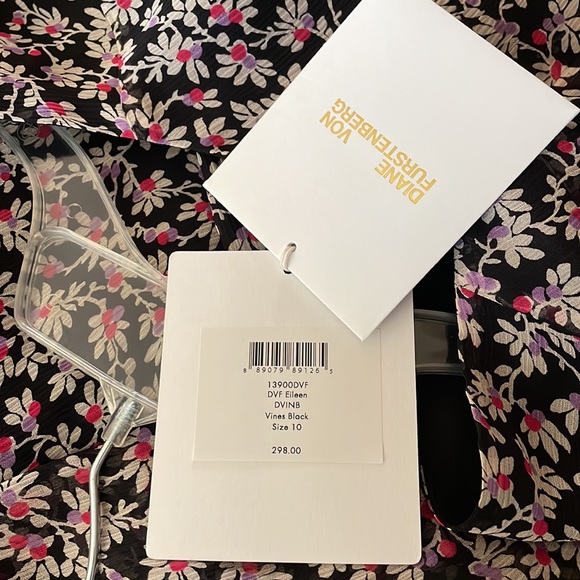 DIANE
VON
FURSTENBERG
8 89079 89126 5
13900DVF
DVF Eileen
DVINB
Vines Black
Size 10
298.00